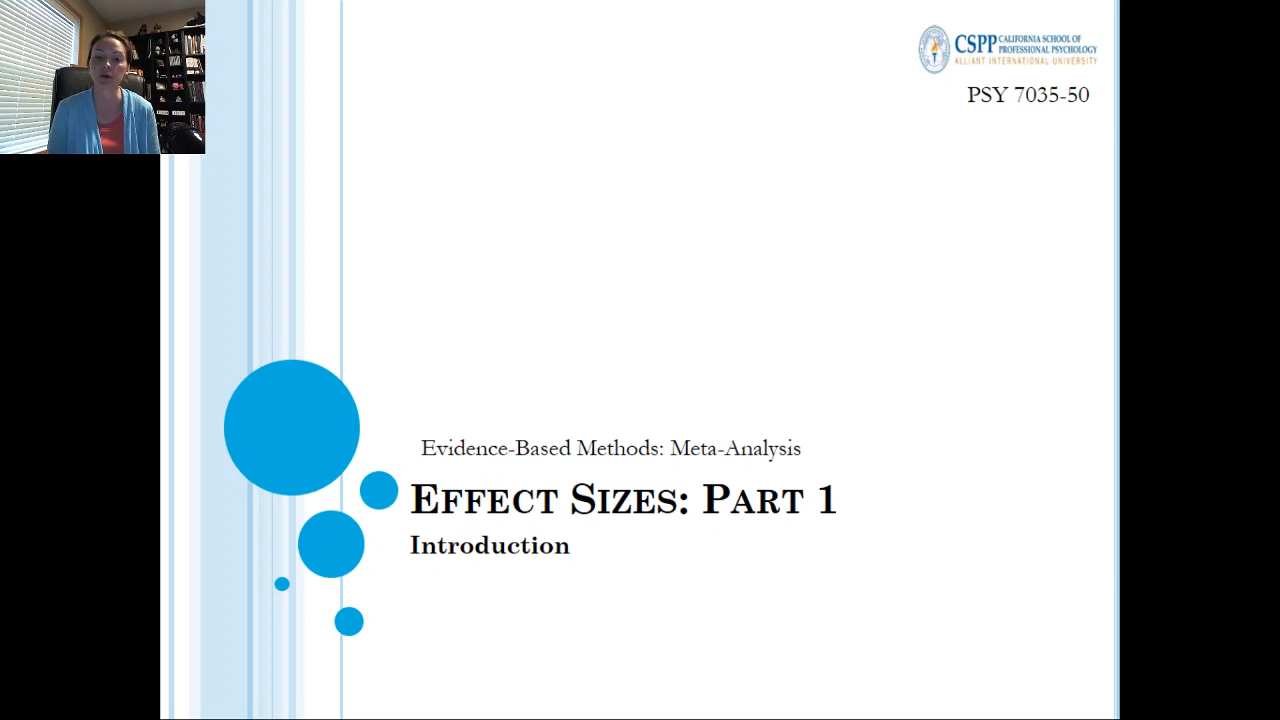 CSPP CALIFORNIA SCHOOL OF
PROFESSIONAL PSYCHOLOGY
ALLIANT INTERNATIONAL UNIVERSITY
PSY 7035-50
Evidence-Based Methods: Meta-Analysis
EFFECT SIZES: PART 1
Introduction